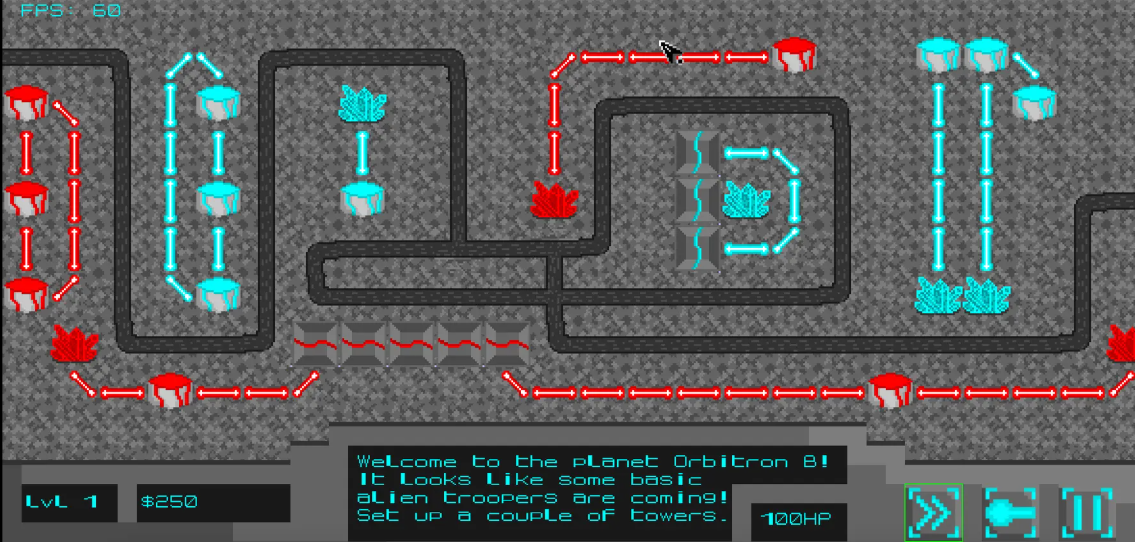 FPS: 60
Welcome to the planet Orbitron B!
It looks like some basic
alien troopers are coming!
Set up a couple of towers.
Lvl 1
$250
100HP